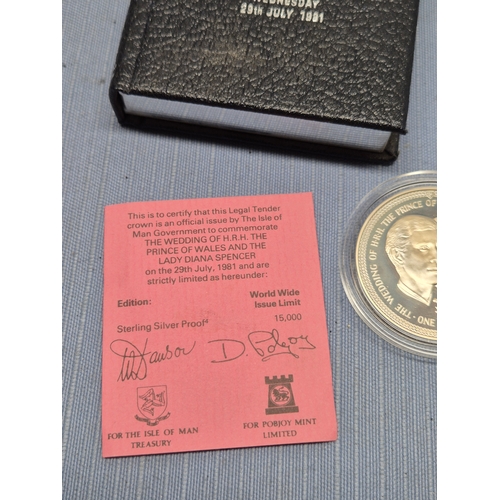 WEDNESDAY
29th JULY 1981
This is to certify that this Legal Tender
crown is an official issue by The Isle of
Man Government to commemorate
THE WEDDING OF H.R.H. THE
PRINCE OF WALES AND THE
LADY DIANA SPENCER
on the 29th July, 1981 and are
strictly limited as hereunder:
Edition: World Wide
Issue Limit
Sterling Silver Proof 15,000
D. Pobjoy
FOR THE ISLE OF MAN
TREASURY
FOR POBJOY MINT
LIMITED
THE WEDDING OF H.R.H. THE PRINCE OF
· ONE